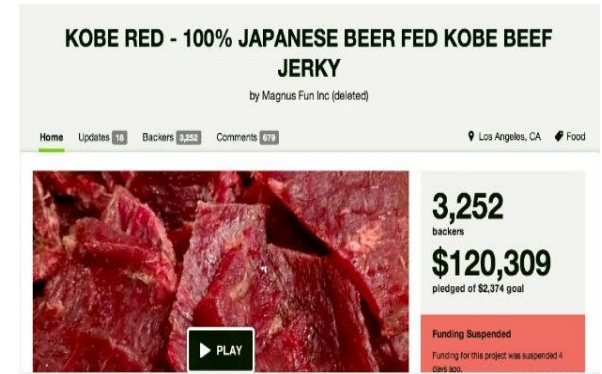 KOBE RED - 100% JAPANESE BEER FED KOBE BEEF
JERKY
by Magnus Fun Inc (deleted)
Home Updates 18 Backers 3,252 Comments 679 Los Angeles, CA Food
3,252
backers
$120,309
pledged of $2,374 goal
PLAY
Funding Suspended
Funding for this project was suspended 4
days ago.